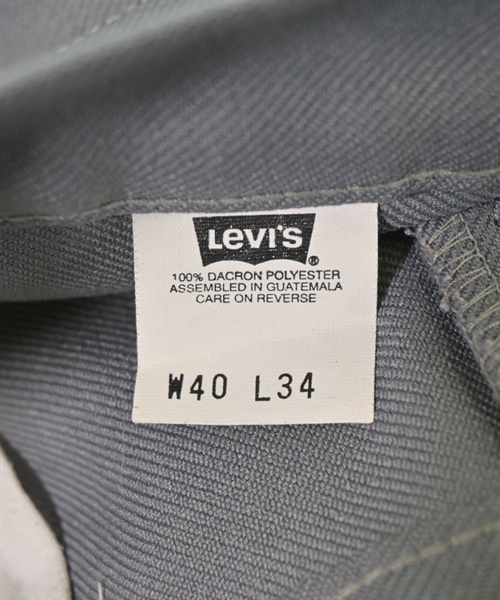 Levi's ®
100% DACRON POLYESTER
ASSEMBLED IN GUATEMALA
CARE ON REVERSE
W40 L34